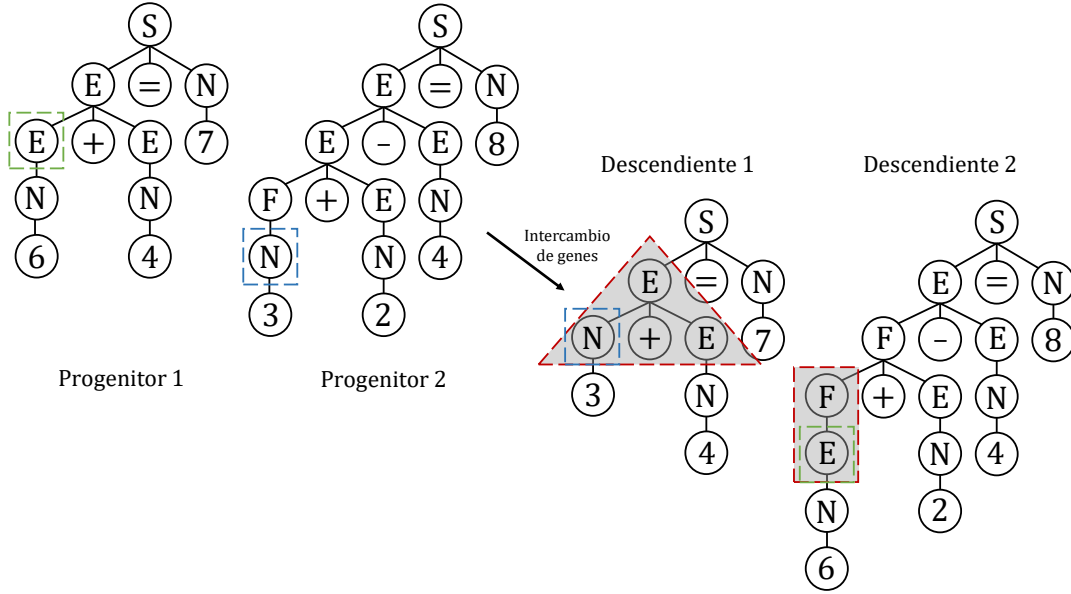 S
E = N
E + E 7
N N
6 4
Progenitor 1
S
E = N
E - E 8
F + E N
N N 4
3 2
Progenitor 2
Intercambio
de genes
Descendiente 1
S
E = N
N + E 7
3 N
4
Descendiente 2
S
E = N
F - E 8
F + E N
E N 4
N 2
6